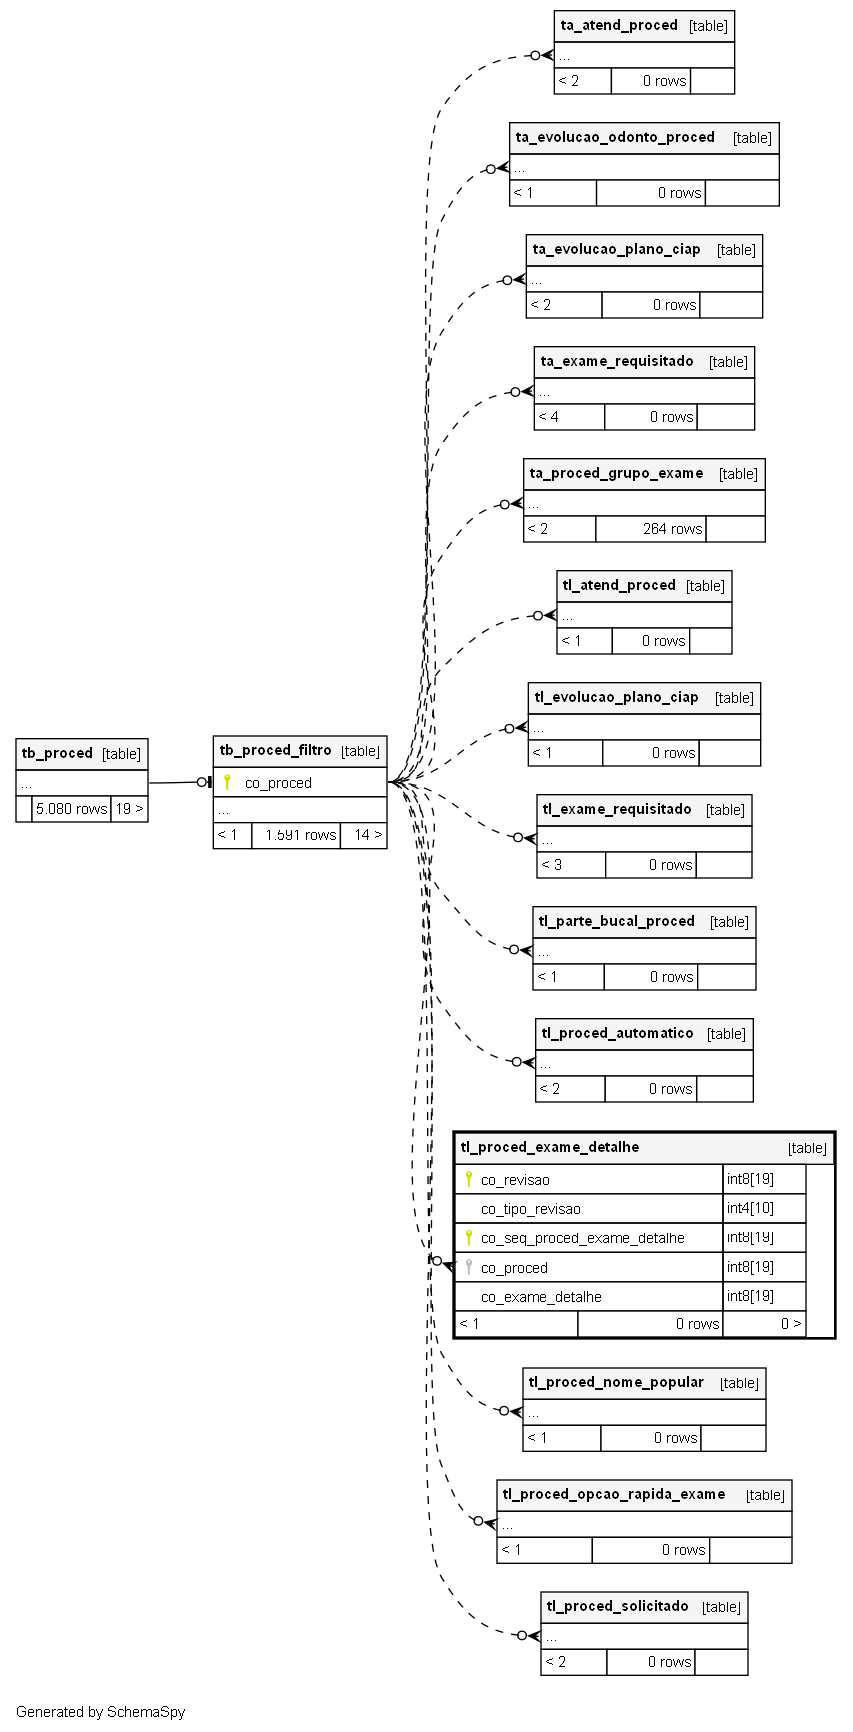 ta_atend_proced [table]
...
< 2 0 rows
ta_evolucao_odonto_proced [table]
...
< 1 0 rows
ta_evolucao_plano_ciap [table]
...
< 2 0 rows
ta_exame_requisitado [table]
...
< 4 0 rows
ta_proced_grupo_exame [table]
...
< 2 264 rows
tl_atend_proced [table]
...
< 1 0 rows
tl_evolucao_plano_ciap [table]
...
< 1 0 rows
tb_proced [table]
...
5.080 rows 19 >
tb_proced_filtro [table]
co_proced
...
< 1 1.591 rows 14 >
tl_exame_requisitado [table]
...
< 3 0 rows
tl_parte_bucal_proced [table]
...
< 1 0 rows
tl_proced_automatico [table]
...
< 2 0 rows
tl_proced_exame_detalhe [table]
co_revisao int8[19]
co_tipo_revisao int4[10]
co_seq_proced_exame_detalhe int8[19]
co_proced int8[19]
co_exame_detalhe int8[19]
< 1 0 rows 0 >
tl_proced_nome_popular [table]
...
< 1 0 rows
tl_proced_opcao_rapida_exame [table]
...
< 1 0 rows
tl_proced_solicitado [table]
...
< 2 0 rows
Generated by SchemaSpy